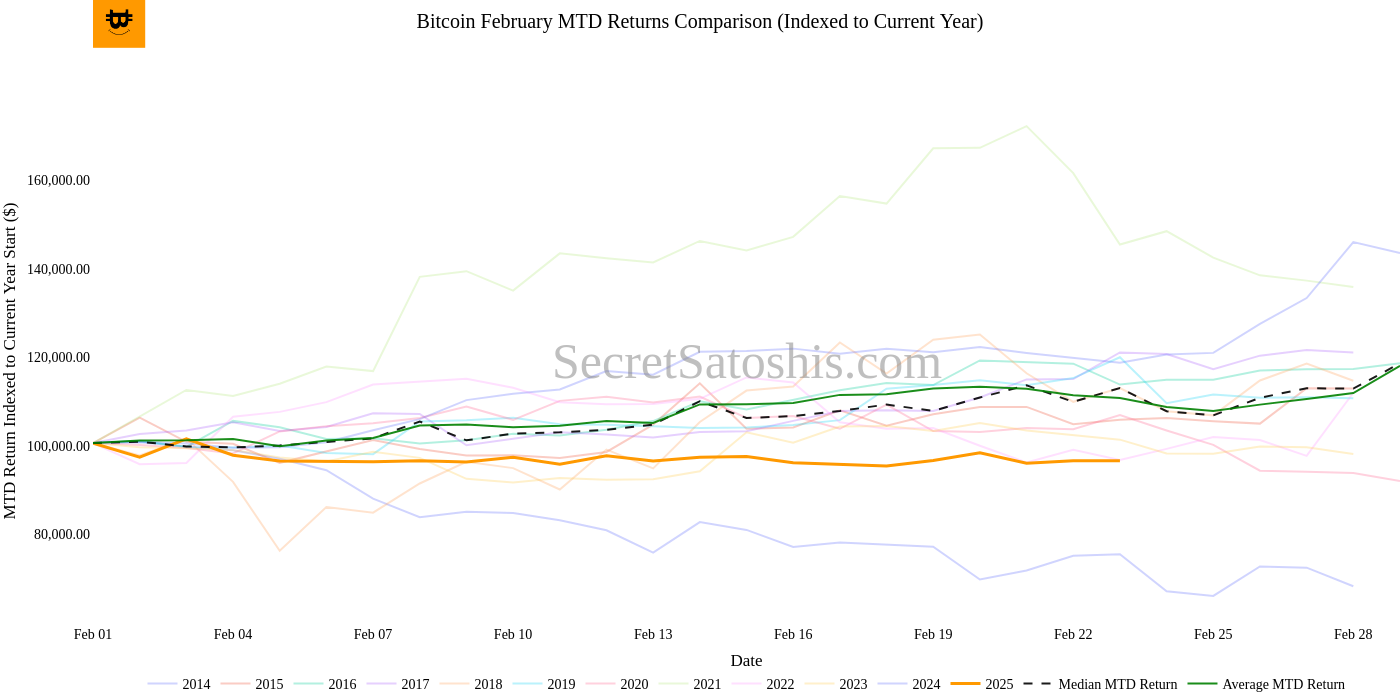 Bitcoin February MTD Returns Comparison (Indexed to Current Year)
MTD Return Indexed to Current Year Start ($)
160,000.00
140,000.00
120,000.00
100,000.00
80,000.00
SecretSatoshis.com
Feb 01 Feb 04 Feb 07 Feb 10 Feb 13 Feb 16 Feb 19 Feb 22 Feb 25 Feb 28
Date
2014 2015 2016 2017 2018 2019 2020 2021 2022 2023 2024 2025 Median MTD Return Average MTD Return